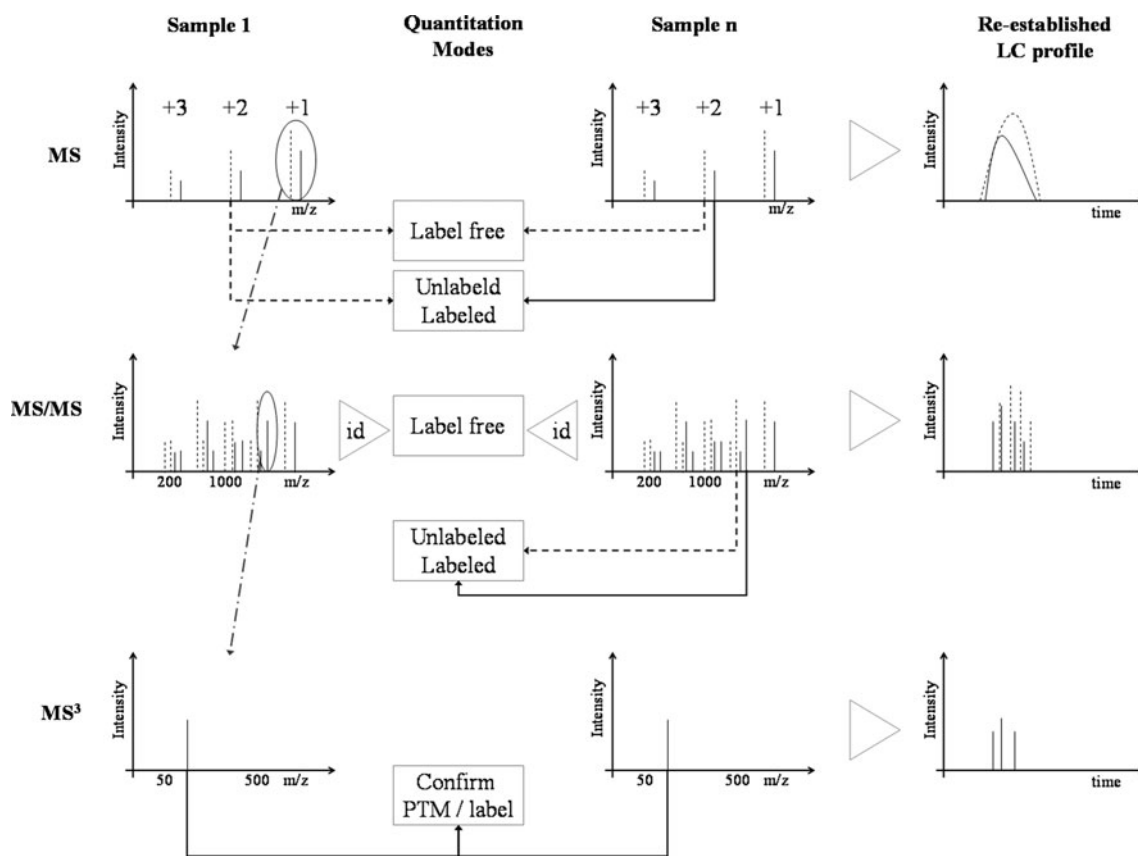 Sample 1
Quantitation
Modes
Sample n
Re-established
LC profile
MS
Intensity
+3 +2 +1
m/z
Label free
Unlabeld
Labeled
Intensity
+3 +2 +1
m/z
Intensity
time
MS/MS
Intensity
200 1000 m/z
id
Label free
id
Unlabeled
Labeled
Intensity
200 1000 m/z
Intensity
time
MS³
Intensity
50 500 m/z
Confirm
PTM / label
Intensity
50 500 m/z
Intensity
time